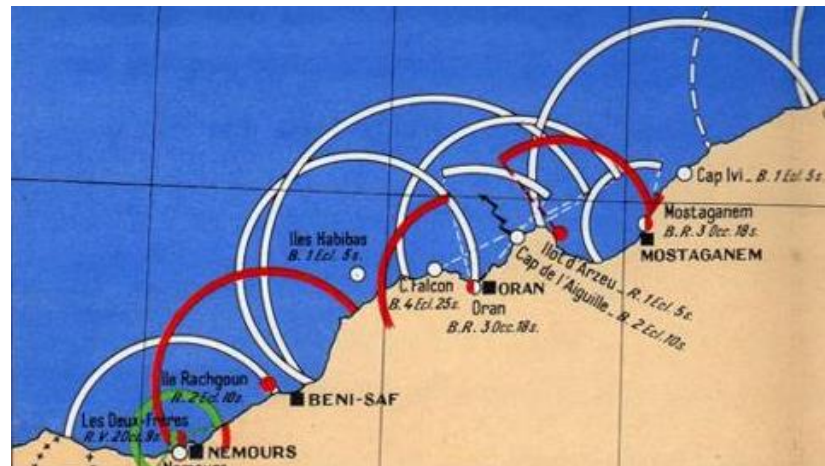 Cap Ivi _ B. 1 Ecl. 5s.
Mostaganem
B.R. 3 Occ. 18s.
MOSTAGANEM
Iles Habibas
B. 1 Ecl. 5s.
Ilot d'Arzeu _ R. 1 Ecl. 5s.
Cap de l'Aiguille _ B. 2 Ecl. 10s.
C. Falcon
B. 4 Ecl. 25s.
ORAN
Oran
B.R. 3 Occ. 18s.
Ile Rachgoun
R. 2 Ecl. 10s.
BENI-SAF
Les Deux-Frères
R.V. 2 Occ. 9s.
NEMOURS
Nemours